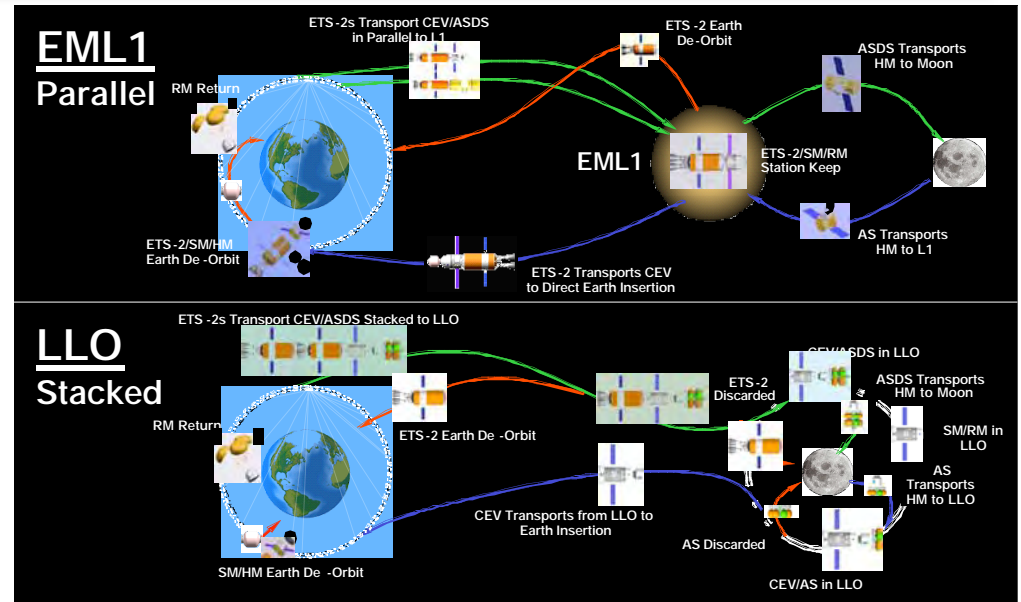 EML1
Parallel
ETS -2s Transport CEV/ASDS
in Parallel to L1
ETS -2 Earth
De-Orbit
ASDS Transports
HM to Moon
RM Return
EML1
ETS -2/SM/RM
Station Keep
AS Transports
HM to L1
ETS -2/SM/HM
Earth De -Orbit
ETS -2 Transports CEV
to Direct Earth Insertion
LLO
Stacked
ETS -2s Transport CEV/ASDS Stacked to LLO
CEV/ASDS in LLO
ETS -2
Discarded
ASDS Transports
HM to Moon
RM Return
ETS -2 Earth De -Orbit
SM/RM in
LLO
AS
Transports
HM to LLO
CEV Transports from LLO to
Earth Insertion
AS Discarded
SM/HM Earth De -Orbit
CEV/AS in LLO